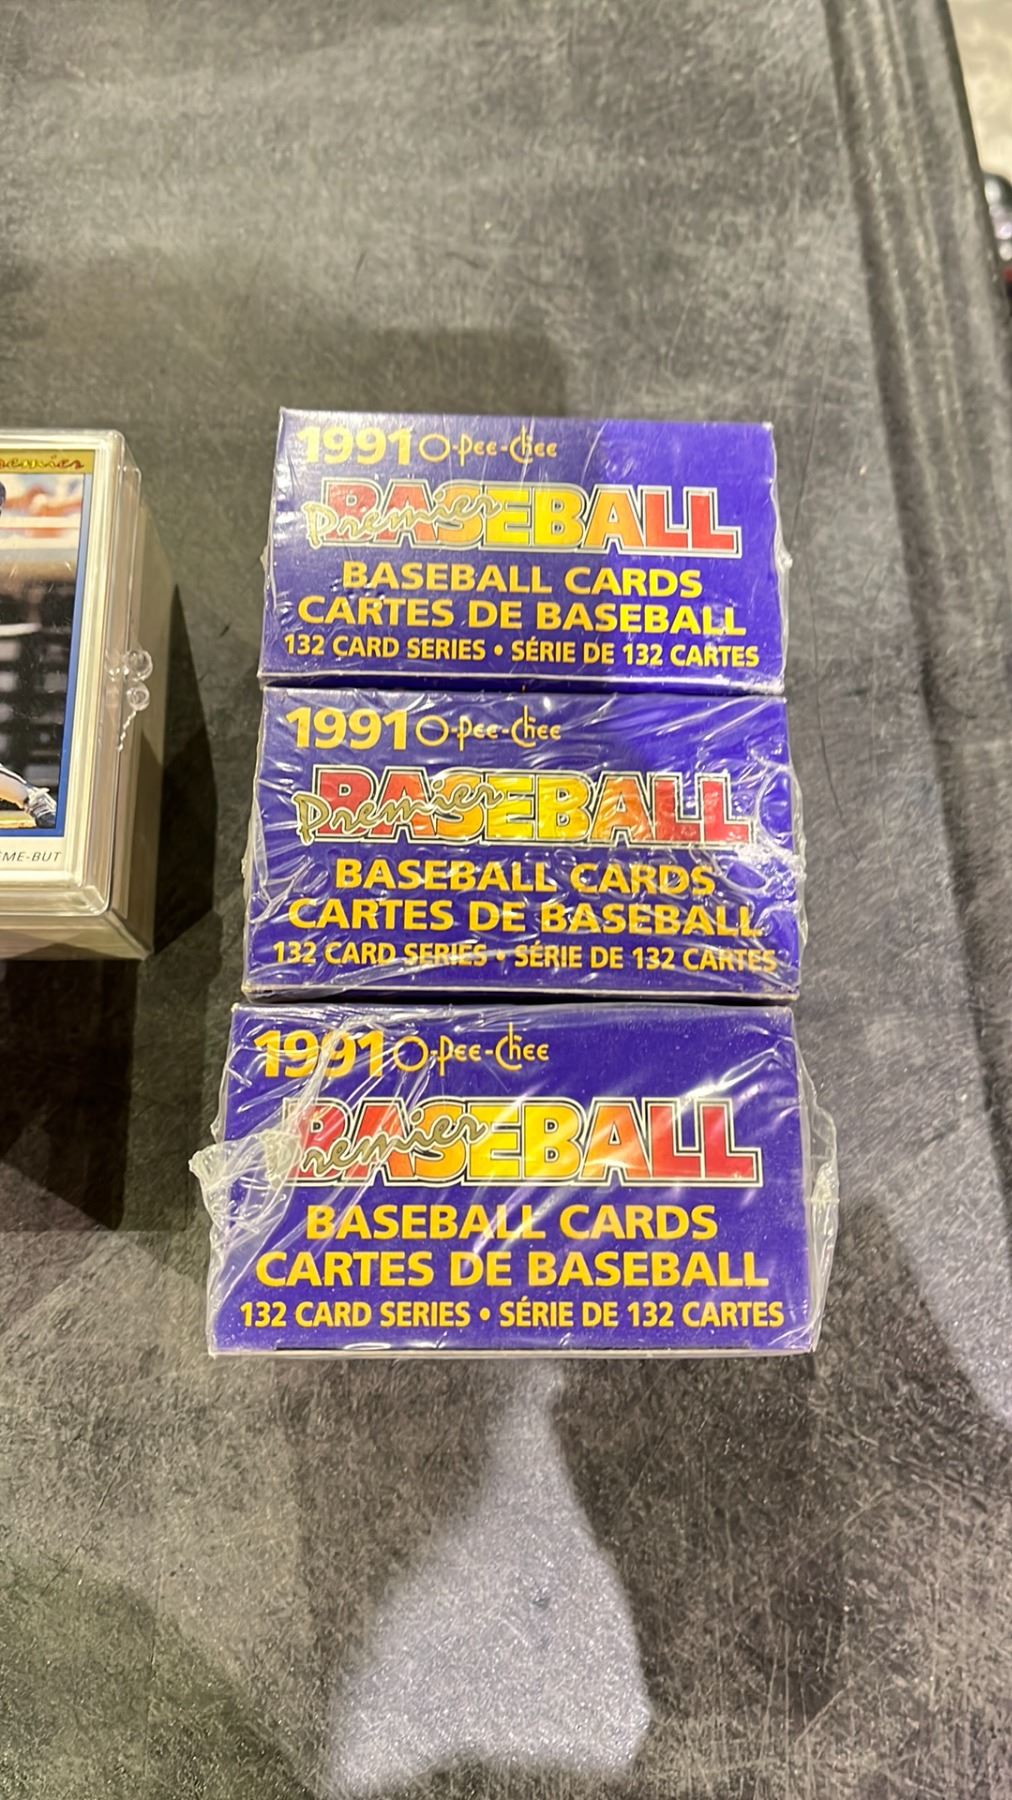 1991 O-Pee-Chee
Premier BASEBALL
BASEBALL CARDS
CARTES DE BASEBALL
132 CARD SERIES • SÉRIE DE 132 CARTES
1991 O-Pee-Chee
Premier BASEBALL
BASEBALL CARDS
CARTES DE BASEBALL
132 CARD SERIES • SÉRIE DE 132 CARTES
1991 O-Pee-Chee
Premier BASEBALL
BASEBALL CARDS
CARTES DE BASEBALL
132 CARD SERIES • SÉRIE DE 132 CARTES